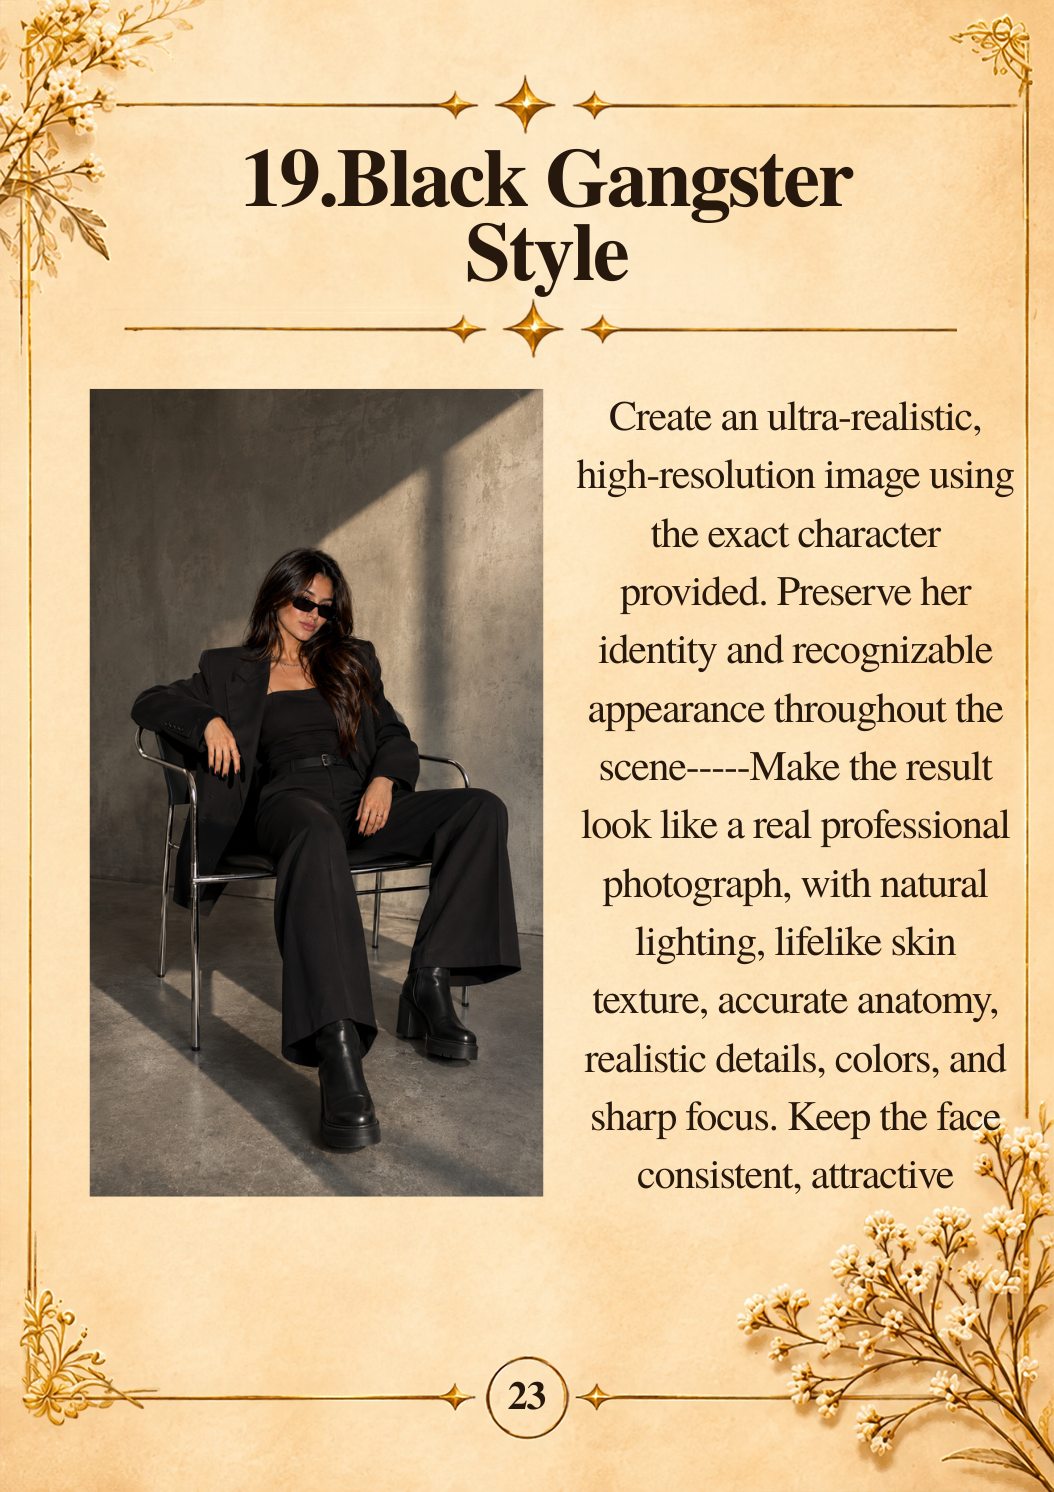 19.Black Gangster
Style
Create an ultra-realistic,
high-resolution image using
the exact character
provided. Preserve her
identity and recognizable
appearance throughout the
scene-----Make the result
look like a real professional
photograph, with natural
lighting, lifelike skin
texture, accurate anatomy,
realistic details, colors, and
sharp focus. Keep the face
consistent, attractive
23